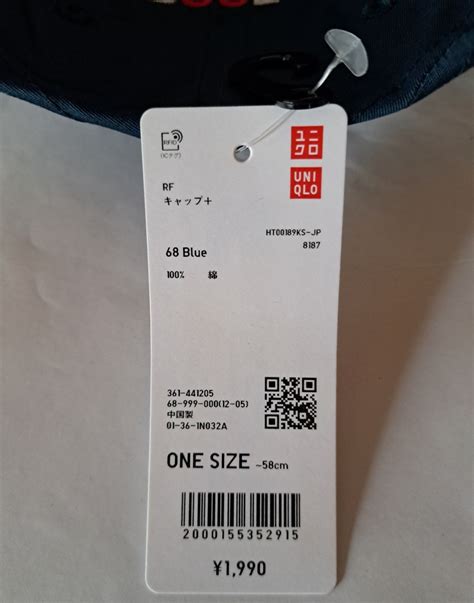 RFID
(ICタグ)
ユニ
クロ
UNI
QLO
RF
キャップ+
HT00189KS-JP
8187
68 Blue
100% 綿
361-441205
68-999-000(12-05)
中国製
01-36-1N032A
ONE SIZE ~58cm
2000155352915
¥1,990